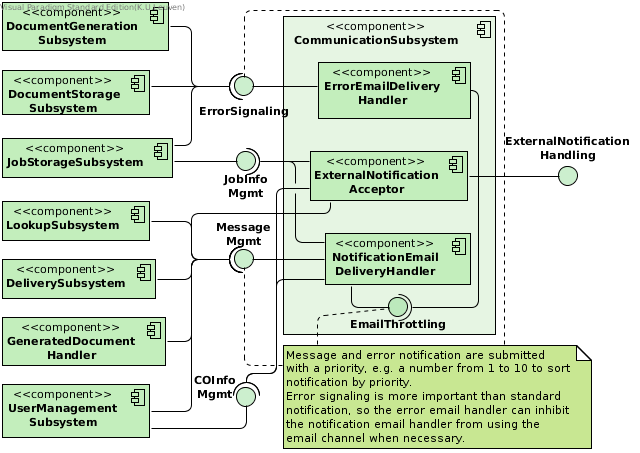 Visual Paradigm Standard Edition(K.U.Leuven)
<<component>>
DocumentGeneration
Subsystem
<<component>>
DocumentStorage
Subsystem
<<component>>
JobStorageSubsystem
<<component>>
LookupSubsystem
<<component>>
DeliverySubsystem
<<component>>
GeneratedDocument
Handler
<<component>>
UserManagement
Subsystem
ErrorSignaling
JobInfo
Mgmt
Message
Mgmt
COInfo
Mgmt
<<component>>
CommunicationSubsystem
<<component>>
ErrorEmailDelivery
Handler
<<component>>
ExternalNotification
Acceptor
<<component>>
NotificationEmail
DeliveryHandler
EmailThrottling
ExternalNotification
Handling
Message and error notification are submitted
with a priority, e.g. a number from 1 to 10 to sort
notification by priority.
Error signaling is more important than standard
notification, so the error email handler can inhibit
the notification email handler from using the
email channel when necessary.